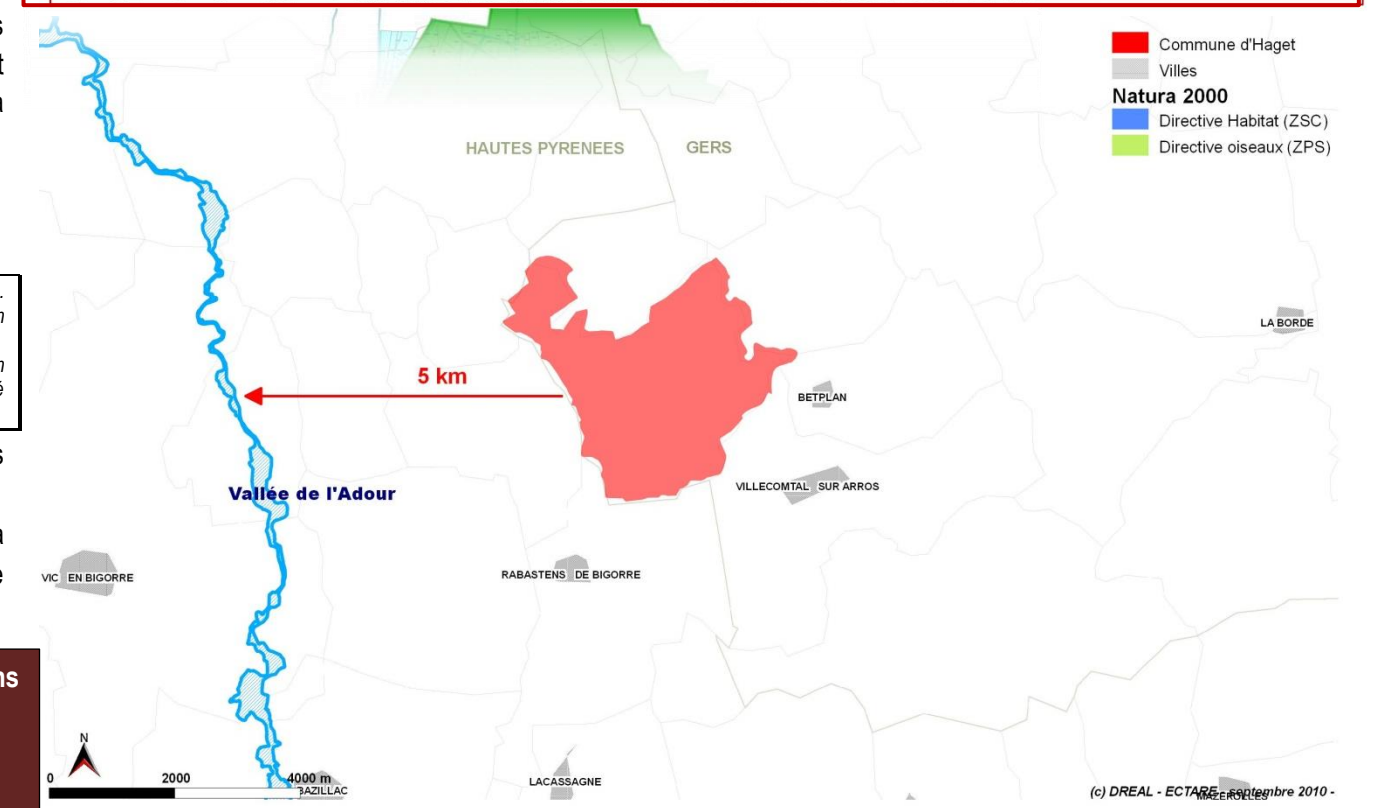 s
t
a
Commune d'Haget
Villes
Natura 2000
Directive Habitat (ZSC)
Directive oiseaux (ZPS)
HAUTES PYRENEES
GERS
.
n
n
é
LA BORDE
5 km
BETPLAN
s
VILLECOMTAL SUR ARROS
Vallée de l'Adour
a
e
VIC EN BIGORRE
RABASTENS DE BIGORRE
ns
N
0 2000 4000 m
BAZILLAC
LACASSAGNE
(c) DREAL - ECTARE - septembre 2010 -
MAZEROLLES